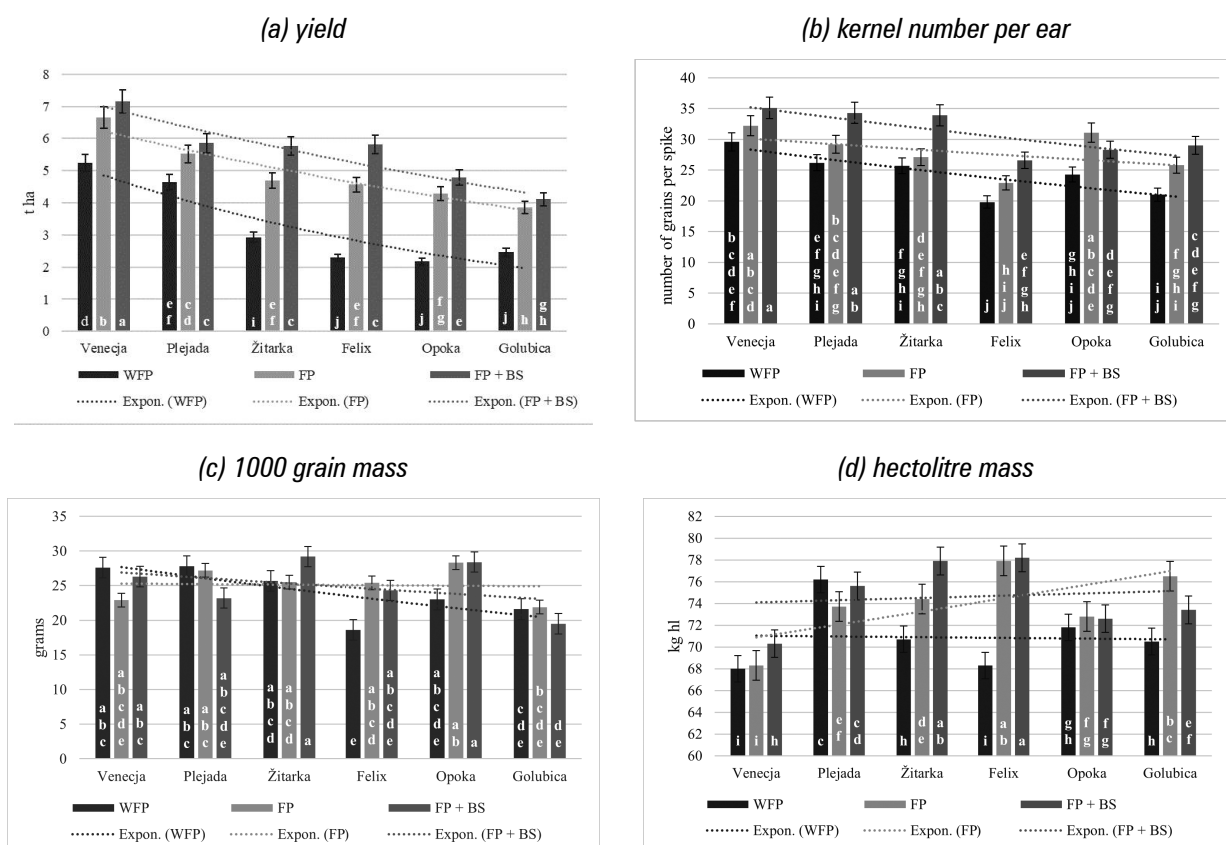 (a) yield
8
7
6
5
4
3
2
1
0
t ha
d b a
e f c d c
i e f c
j e f c
j f g e
j h g h
Venecja Plejada Žitarka Felix Opoka Golubica
WFP FP FP + BS
Expon. (WFP) Expon. (FP) Expon. (FP + BS)
(b) kernel number per ear
40
35
30
25
20
15
10
5
0
number of grains per spike
b c d e f a b c d a
e f g h i b c d e f g a b
f g h i d e f g h a b c
j h i j e f g h
g h i j a b c d e d e f g
i j f g h i c d e f g
Venecja Plejada Žitarka Felix Opoka Golubica
WFP FP FP + BS
Expon. (WFP) Expon. (FP) Expon. (FP + BS)
(c) 1000 grain mass
35
30
25
20
15
10
5
0
grams
a b c a b c d e a b c
a b c a b c a b c d e
a b c d a b c d a
e a b c d a b c d e
a b c d e a b a
c d e b c d e d e
Venecja Plejada Žitarka Felix Opoka Golubica
WFP FP FP + BS
Expon. (WFP) Expon. (FP) Expon. (FP + BS)
(d) hectolitre mass
82
80
78
76
74
72
70
68
66
64
62
60
kg hl
i i h
c e f c d
h d e a b
i a b a
g h f g f g
h b c e f
Venecja Plejada Žitarka Felix Opoka Golubica
WFP FP FP + BS
Expon. (WFP) Expon. (FP) Expon. (FP + BS)